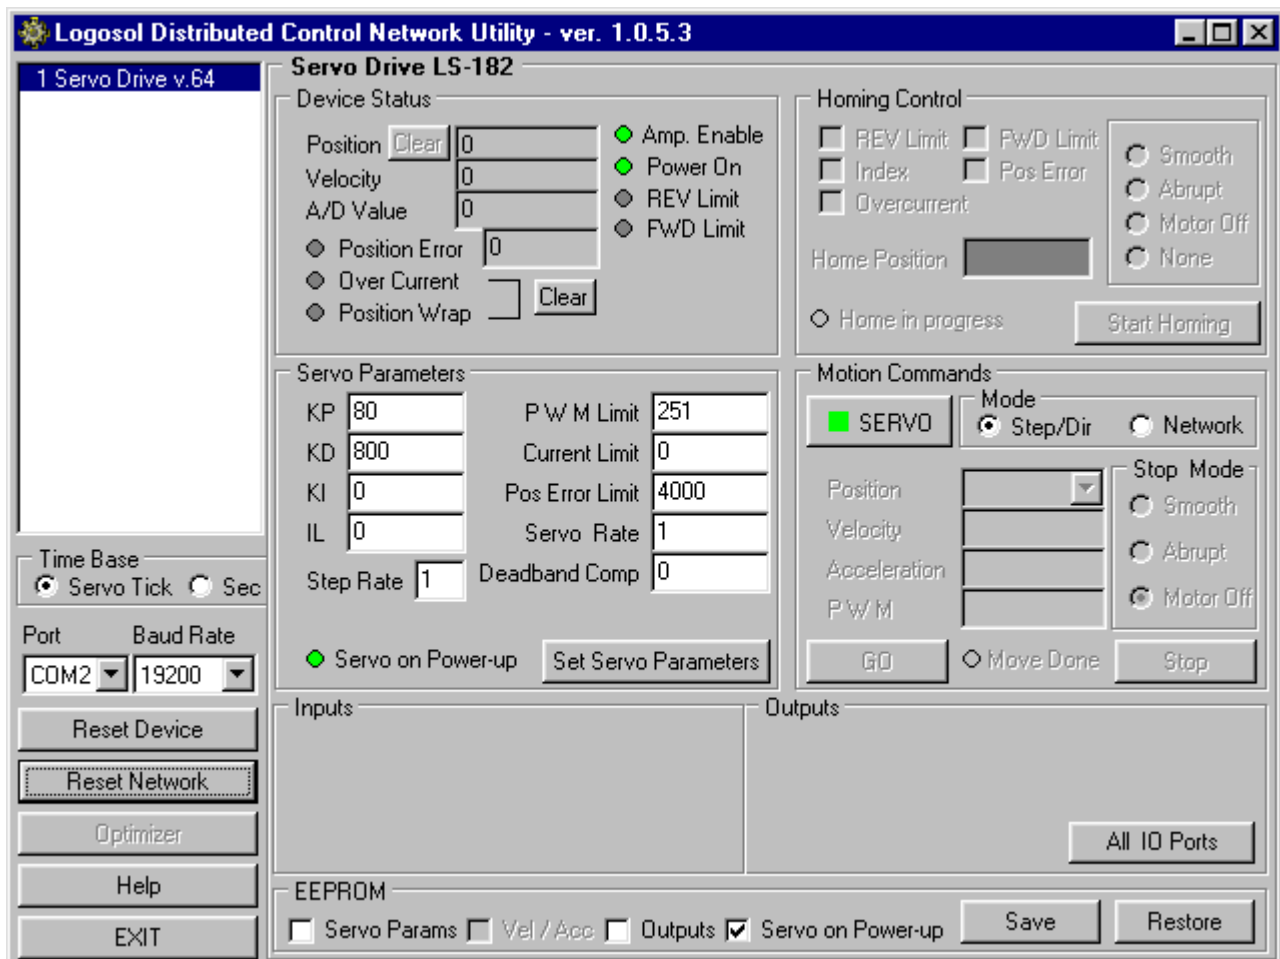 Logosol Distributed Control Network Utility - ver. 1.0.5.3
1 Servo Drive v.64
Time Base
Servo Tick Sec
Port Baud Rate
COM2 19200
Reset Device
Reset Network
Optimizer
Help
EXIT
Servo Drive LS-182
Device Status
Position Clear 0
Velocity 0
A/D Value 0
Position Error 0
Over Current
Position Wrap
Clear
Amp. Enable
Power On
REV Limit
FWD Limit
Homing Control
REV Limit FWD Limit
Index Pos Error
Overcurrent
Smooth
Abrupt
Motor Off
None
Home Position
Home in progress Start Homing
Servo Parameters
KP 80
KD 800
KI 0
IL 0
Step Rate 1
P W M Limit 251
Current Limit 0
Pos Error Limit 4000
Servo Rate 1
Deadband Comp 0
Servo on Power-up Set Servo Parameters
Motion Commands
SERVO
Mode
Step/Dir Network
Position
Velocity
Acceleration
P W M
Stop Mode
Smooth
Abrupt
Motor Off
GO Move Done Stop
Inputs
Outputs
All IO Ports
EEPROM
Servo Params Vel / Acc Outputs Servo on Power-up Save Restore